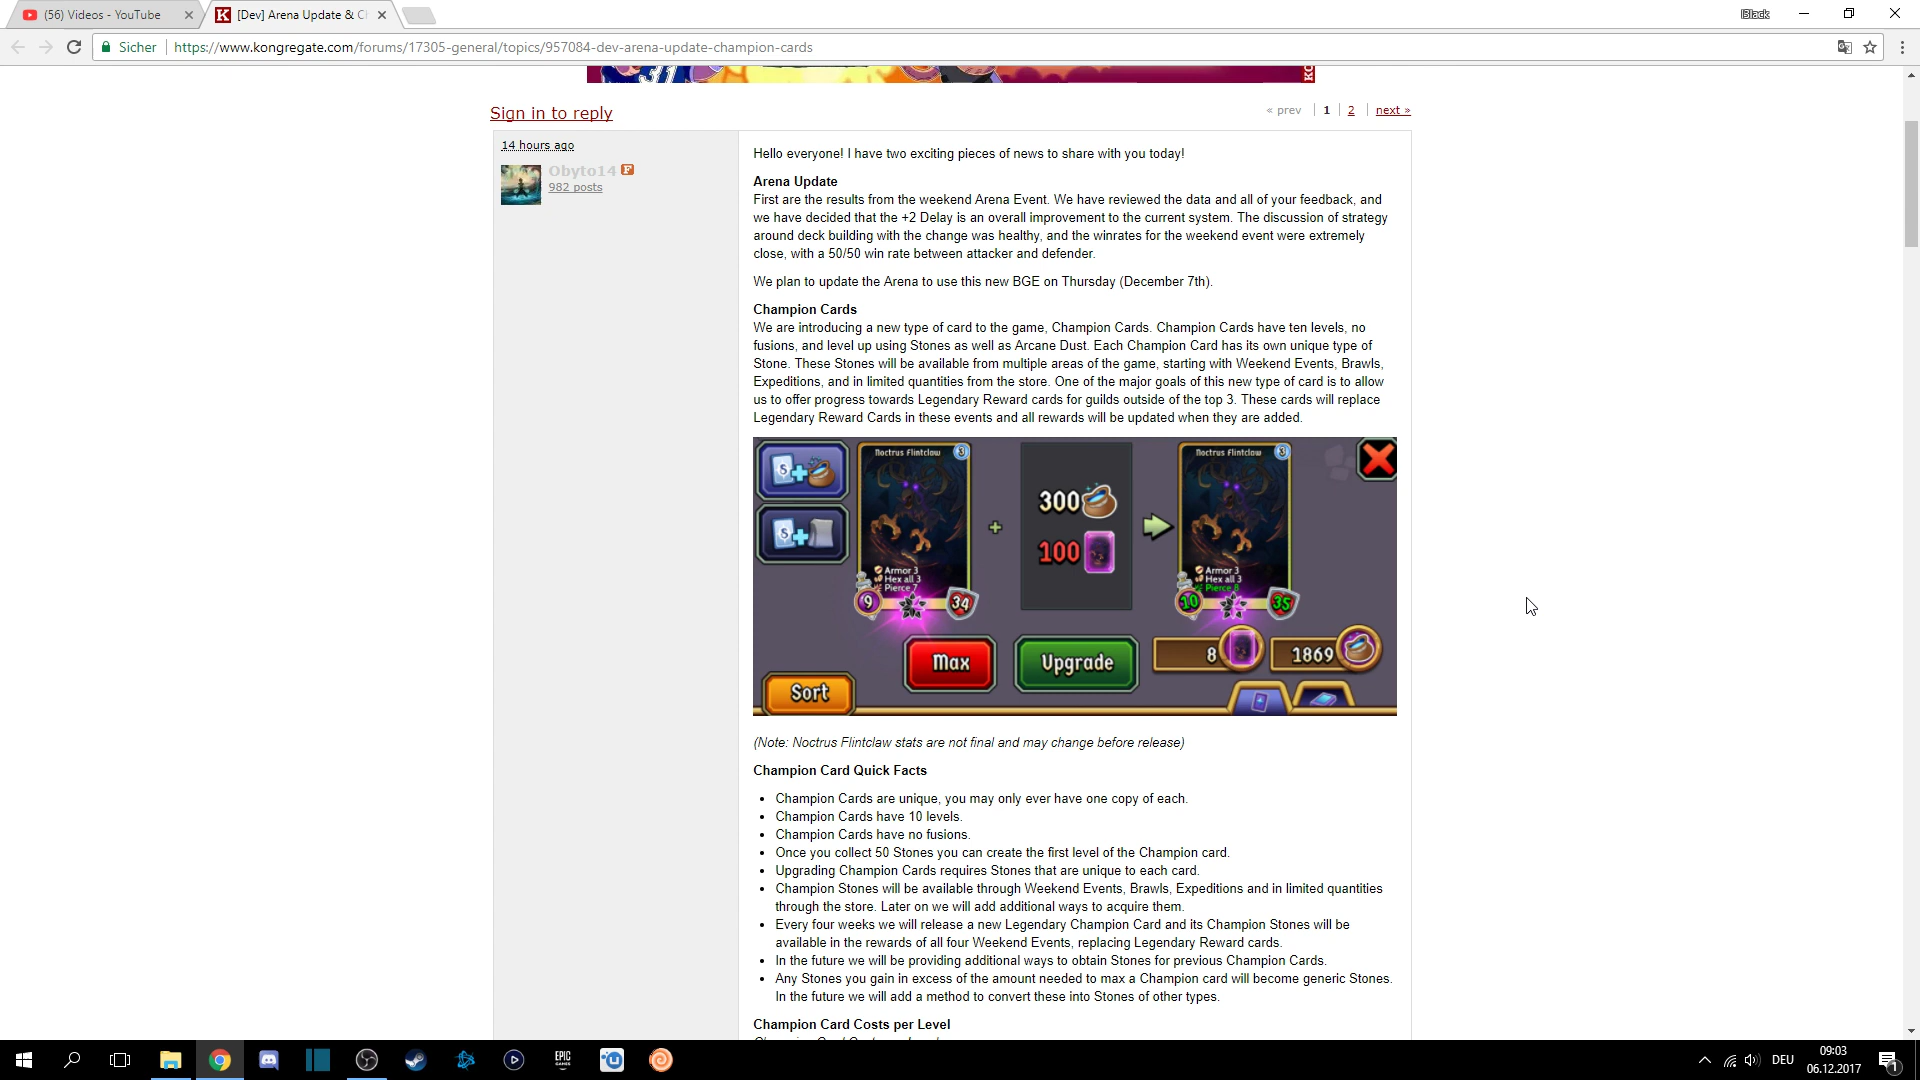 (56) Videos - YouTube
[Dev] Arena Update & Ch
Black
Sicher
https://www.kongregate.com/forums/17305-general/topics/957084-dev-arena-update-champion-cards
31
Sign in to reply
« prev 1 2 next »
14 hours ago
Obyto14 F
982 posts
Hello everyone! I have two exciting pieces of news to share with you today!
Arena Update
First are the results from the weekend Arena Event. We have reviewed the data and all of your feedback, and
we have decided that the +2 Delay is an overall improvement to the current system. The discussion of strategy
around deck building with the change was healthy, and the winrates for the weekend event were extremely
close, with a 50/50 win rate between attacker and defender.
We plan to update the Arena to use this new BGE on Thursday (December 7th).
Champion Cards
We are introducing a new type of card to the game, Champion Cards. Champion Cards have ten levels, no
fusions, and level up using Stones as well as Arcane Dust. Each Champion Card has its own unique type of
Stone. These Stones will be available from multiple areas of the game, starting with Weekend Events, Brawls,
Expeditions, and in limited quantities from the store. One of the major goals of this new type of card is to allow
us to offer progress towards Legendary Reward cards for guilds outside of the top 3. These cards will replace
Legendary Reward Cards in these events and all rewards will be updated when they are added.
Noctrus Flintclaw 3
Armor 3
Hex all 3
Pierce 7
9 34
+
300
100
Noctrus Flintclaw 3
Armor 3
Hex all 3
Pierce 8
10 35
Max
Upgrade
8
1869
Sort
(Note: Noctrus Flintclaw stats are not final and may change before release)
Champion Card Quick Facts
• Champion Cards are unique, you may only ever have one copy of each.
• Champion Cards have 10 levels.
• Champion Cards have no fusions.
• Once you collect 50 Stones you can create the first level of the Champion card.
• Upgrading Champion Cards requires Stones that are unique to each card.
• Champion Stones will be available through Weekend Events, Brawls, Expeditions and in limited quantities
through the store. Later on we will add additional ways to acquire them.
• Every four weeks we will release a new Legendary Champion Card and its Champion Stones will be
available in the rewards of all four Weekend Events, replacing Legendary Reward cards.
• In the future we will be providing additional ways to obtain Stones for previous Champion Cards.
• Any Stones you gain in excess of the amount needed to max a Champion card will become generic Stones.
In the future we will add a method to convert these into Stones of other types.
Champion Card Costs per Level
EPIC
GAMES
DEU
09:03
06.12.2017
1